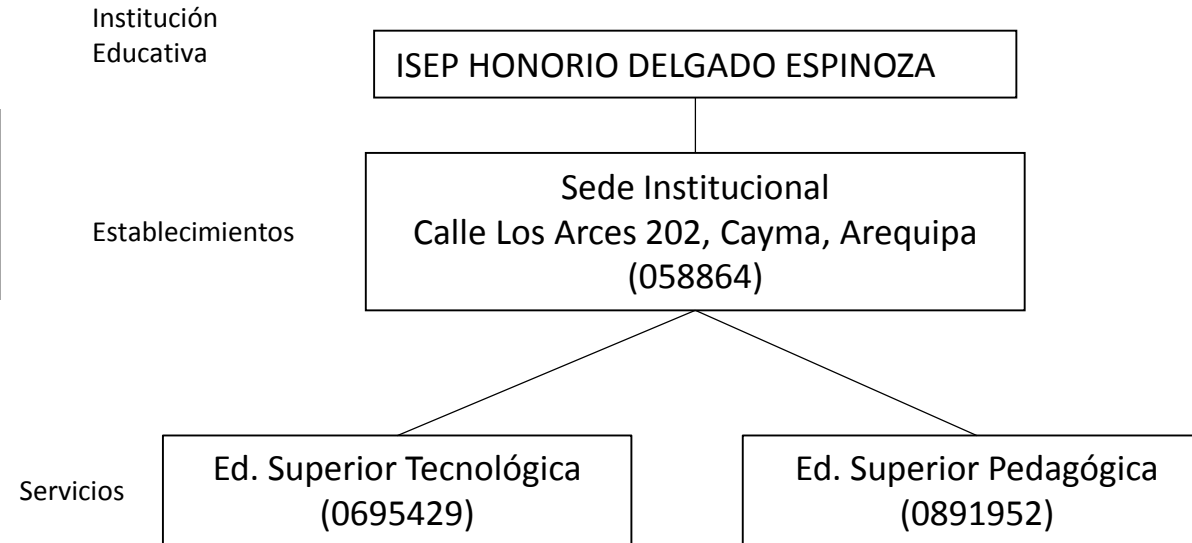 Institución
Educativa
ISEP HONORIO DELGADO ESPINOZA
Establecimientos
Sede Institucional
Calle Los Arces 202, Cayma, Arequipa
(058864)
Servicios
Ed. Superior Tecnológica
(0695429)
Ed. Superior Pedagógica
(0891952)